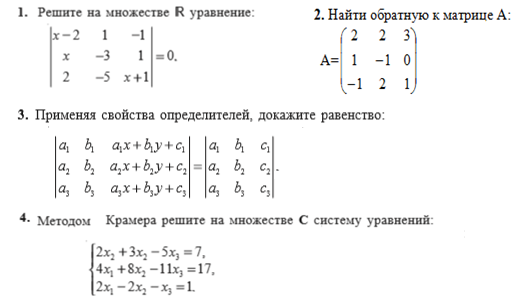 1. Решите на множестве R уравнение:
|x−2 1 −1|
|x −3 1| =0.
|2 −5 x+1|
2. Найти обратную к матрице А:
A= (2 2 3)
(1 −1 0)
(−1 2 1)
3. Применяя свойства определителей, докажите равенство:
|a₁ b₁ a₁x+b₁y+c₁| |a₁ b₁ c₁|
|a₂ b₂ a₂x+b₂y+c₂| = |a₂ b₂ c₂| .
|a₃ b₃ a₃x+b₃y+c₃| |a₃ b₃ c₃|
4. Методом Крамера решите на множестве С систему уравнений:
{2x₂+3x₂−5x₃=7,
4x₁+8x₂−11x₃=17,
2x₁−2x₂−x₃=1.